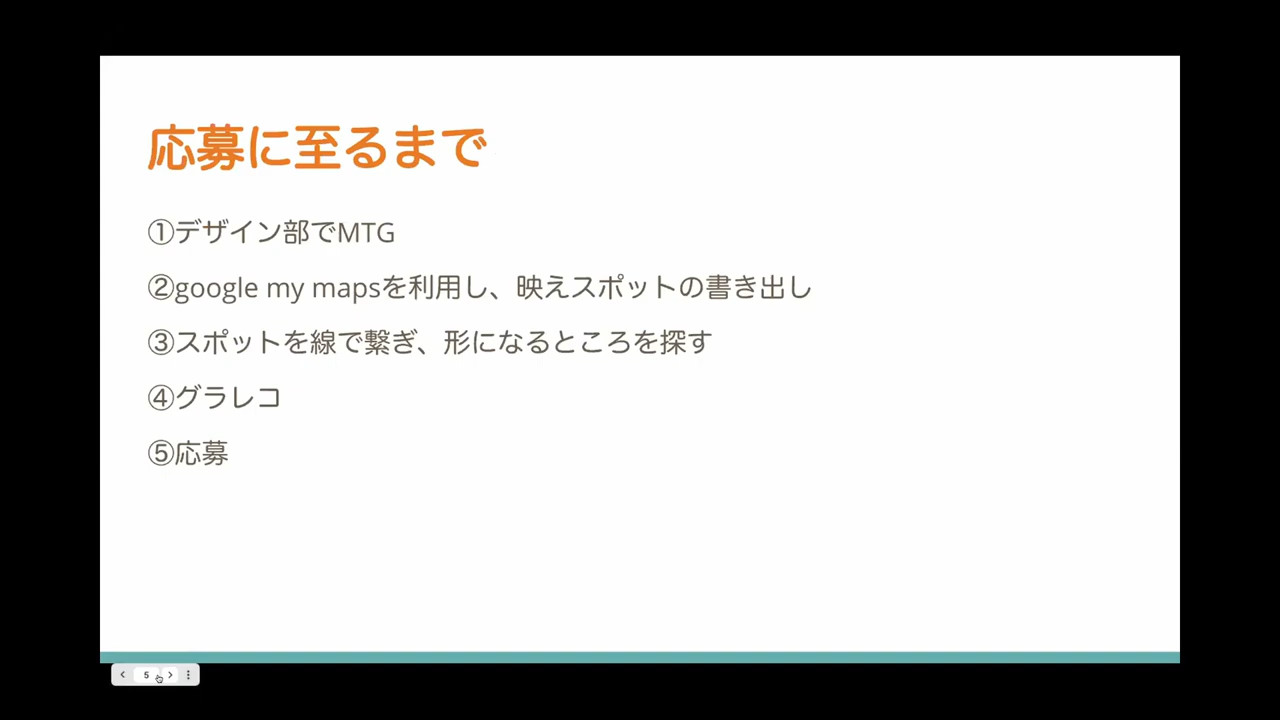 応募に至るまで
①デザイン部でMTG
②google my mapsを利用し、映えスポットの書き出し
③スポットを線で繋ぎ、形になるところを探す
④グラレコ
⑤応募
5